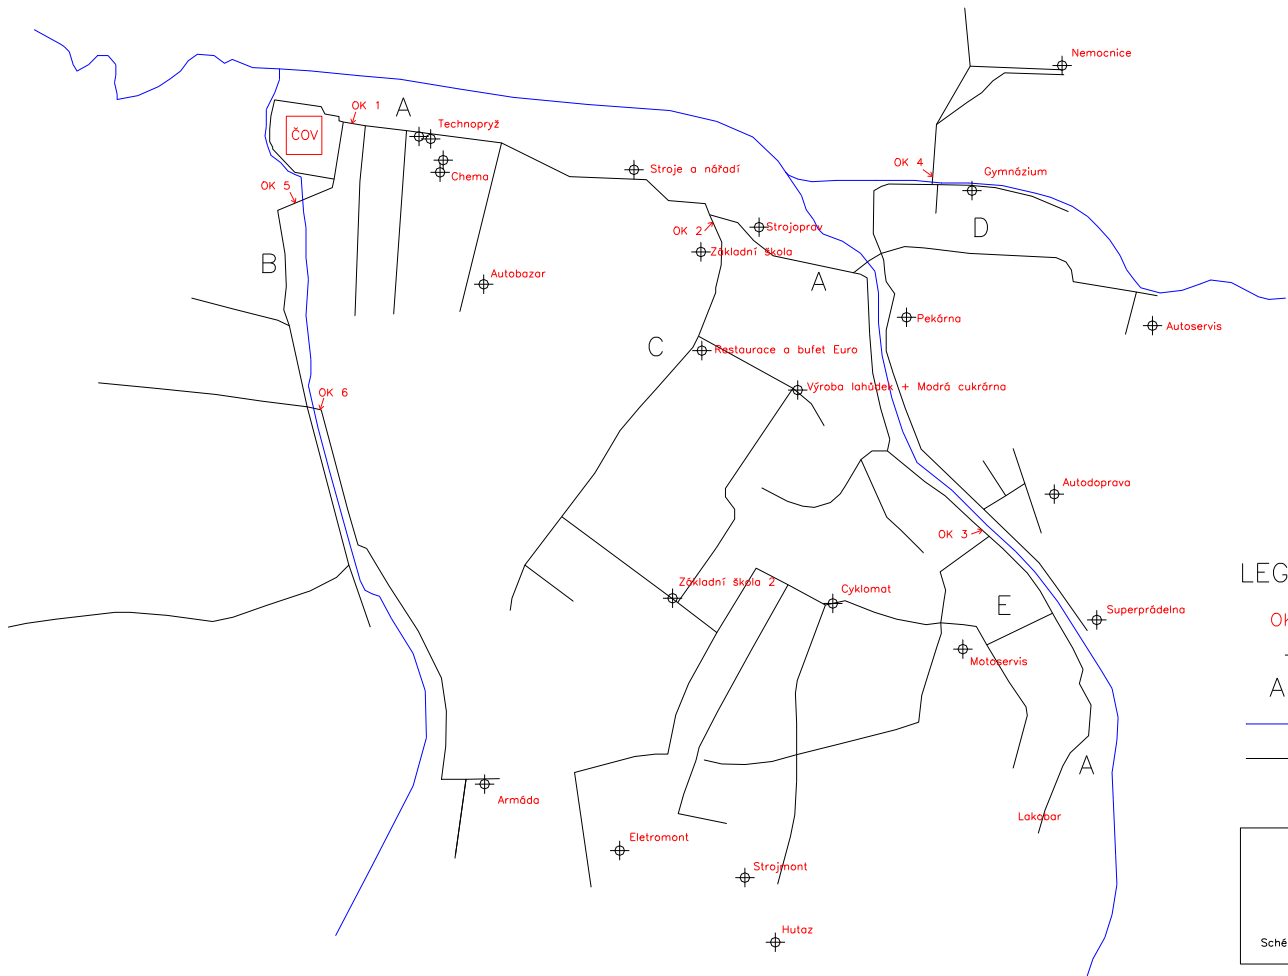 Nemocnice
OK 1
A
Technopryž
ČOV
OK 4
Stroje a nářadí
Gymnázium
Chema
OK 5
Strojoprav
OK 2
D
Základní škola
B
Autobazar
A
Pekárna
Autoservis
C
Restaurace a bufet Euro
Výroba lahůdek + Modrá cukrárna
OK 6
Autodoprava
OK 3
LEG
Základní škola 2
Cyklomat
E
Superprádelna
OK
Motoservis
A
A
Armáda
Lakobar
Eletromont
Strojmont
Hutaz
Sché